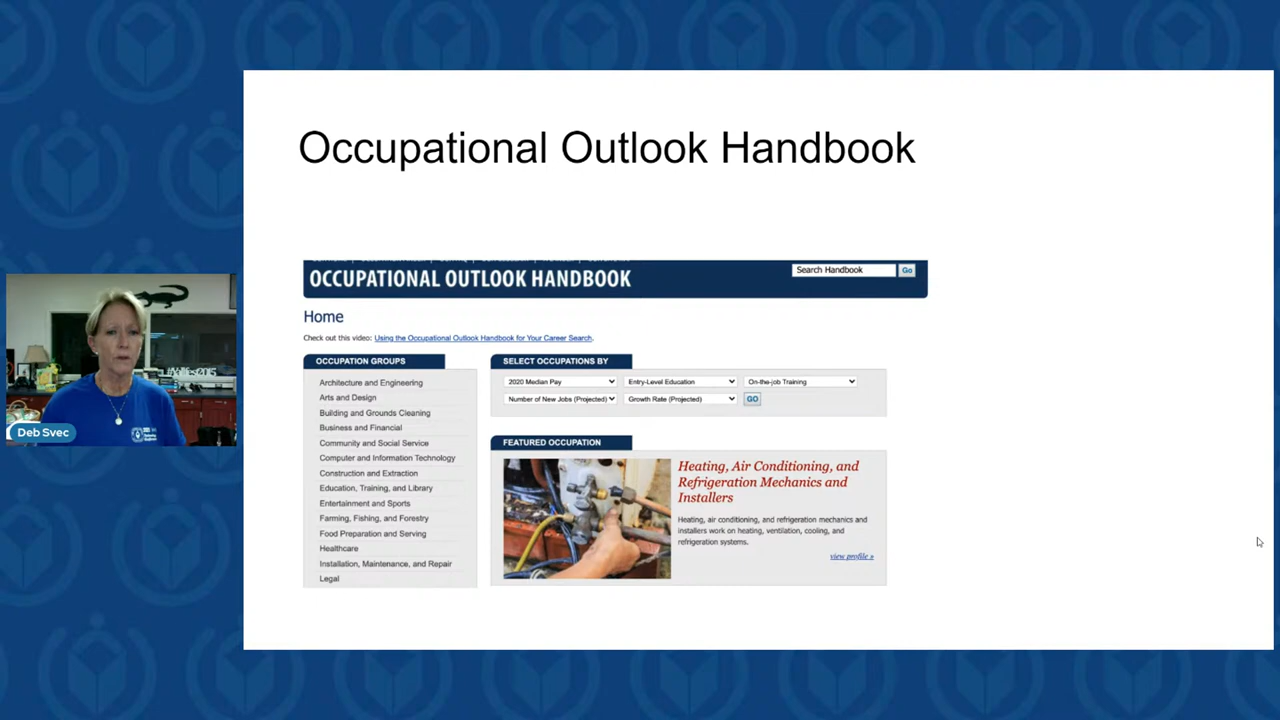 Occupational Outlook Handbook
OCCUPATIONAL OUTLOOK HANDBOOK
Search Handbook
Go
Home
Check out this video: Using the Occupational Outlook Handbook for Your Career Search.
OCCUPATION GROUPS
Architecture and Engineering
Arts and Design
Building and Grounds Cleaning
Business and Financial
Community and Social Service
Computer and Information Technology
Construction and Extraction
Education, Training, and Library
Entertainment and Sports
Farming, Fishing, and Forestry
Food Preparation and Serving
Healthcare
Installation, Maintenance, and Repair
Legal
SELECT OCCUPATIONS BY
2020 Median Pay
Entry-Level Education
On-the-job Training
Number of New Jobs (Projected)
Growth Rate (Projected)
GO
FEATURED OCCUPATION
Heating, Air Conditioning, and
Refrigeration Mechanics and
Installers
Heating, air conditioning, and refrigeration mechanics and
installers work on heating, ventilation, cooling, and
refrigeration systems.
view profile »
Deb Svec